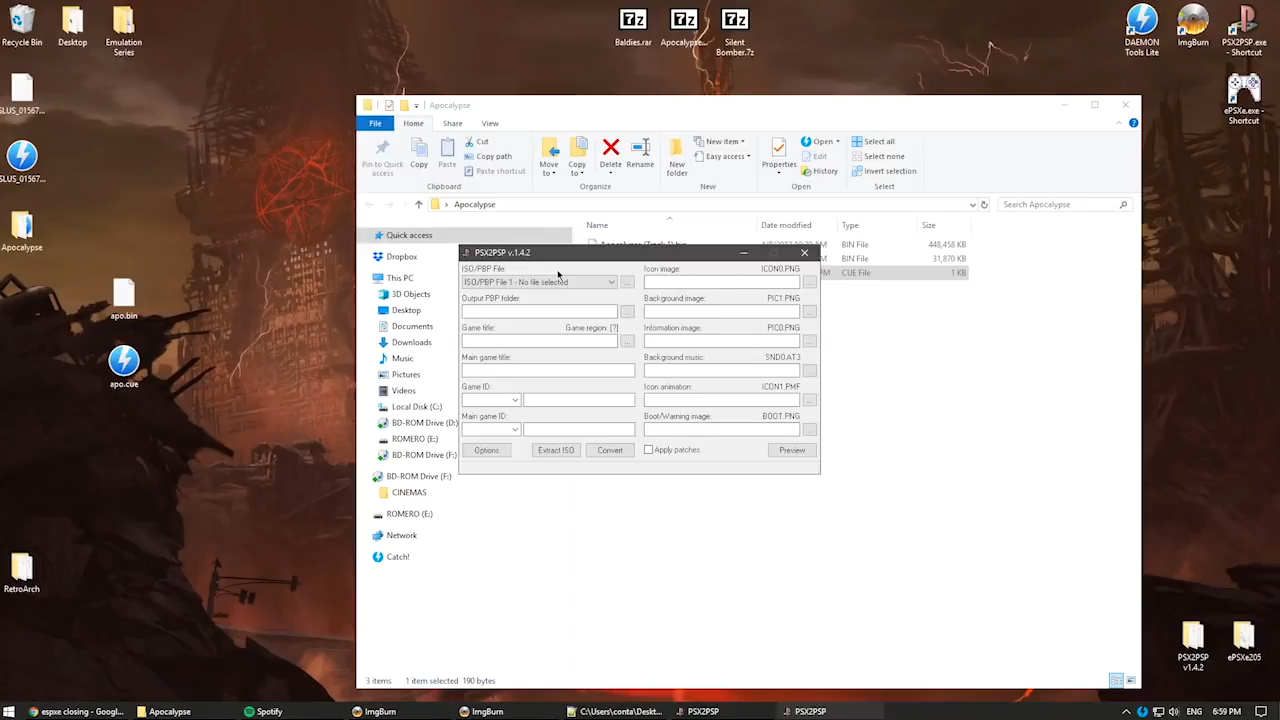 Recycle Bin
Desktop
Emulation
Series
Baldies.rar
Apocalypse...
Silent
Bomber.7z
DAEMON
Tools Lite
ImgBurn
PSX2PSP.exe
- Shortcut
SLUS_01567...
ePSXe.exe -
Shortcut
SLUS_01567...
Apocalypse
apo.bin
apo.cue
RetroArch
PSX2PSP
v1.4.2
ePSXe205
Apocalypse
File
Home
Share
View
Pin to Quick
access
Copy
Paste
Cut
Copy path
Paste shortcut
Clipboard
Move
to
Copy
to
Delete
Rename
Organize
New
folder
New item
Easy access
New
Properties
Open
Edit
History
Open
Select all
Select none
Invert selection
Select
Apocalypse
Search Apocalypse
Name
Date modified
Type
Size
BIN File
448,458 KB
BIN File
31,870 KB
CUE File
1 KB
Quick access
Dropbox
This PC
3D Objects
Desktop
Documents
Downloads
Music
Pictures
Videos
Local Disk (C:)
BD-ROM Drive (D:)
ROMERO (E:)
BD-ROM Drive (F:)
BD-ROM Drive (F:)
CINEMAS
ROMERO (E:)
Network
Catch!
PSX2PSP v.1.4.2
ISO/PBP File:
ISO/PBP File 1 - No file selected
Output PBP folder:
Game title:
Game region: [?]
Main game title:
Game ID:
Main game ID:
Options
Extract ISO
Convert
Icon image:
ICON0.PNG
Background image:
PIC1.PNG
Information image:
PIC0.PNG
Background music:
SND0.AT3
Icon animation:
ICON1.PMF
Boot/Warning image:
BOOT.PNG
Apply patches
Preview
3 items
1 item selected 190 bytes
espxe closing - Goog...
Apocalypse
Spotify
ImgBurn
ImgBurn
C:\Users\conta\Deskt...
PSX2PSP
PSX2PSP
6:59 PM